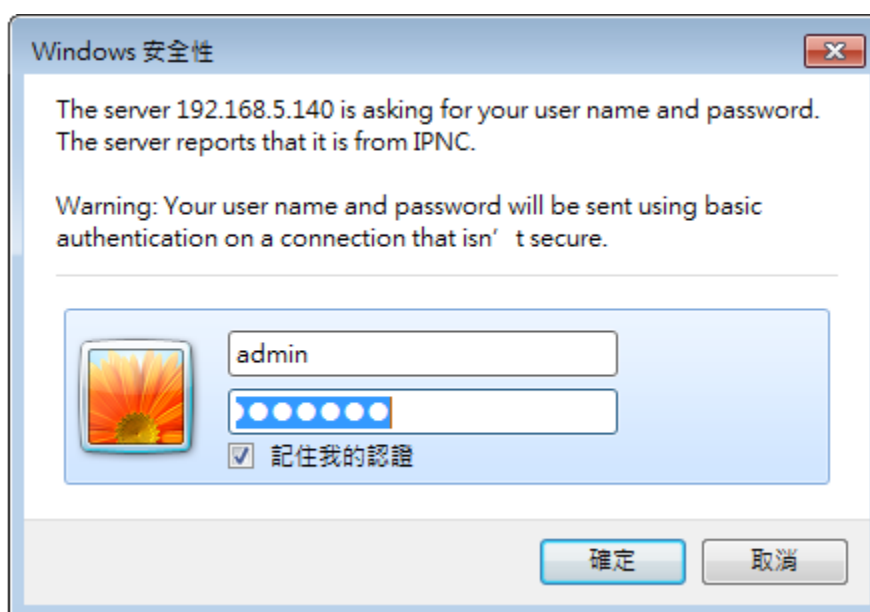 Windows 安全性
The server 192.168.5.140 is asking for your user name and password.
The server reports that it is from IPNC.
Warning: Your user name and password will be sent using basic
authentication on a connection that isn’t secure.
admin
●●●●●●●
記住我的認證
確定
取消